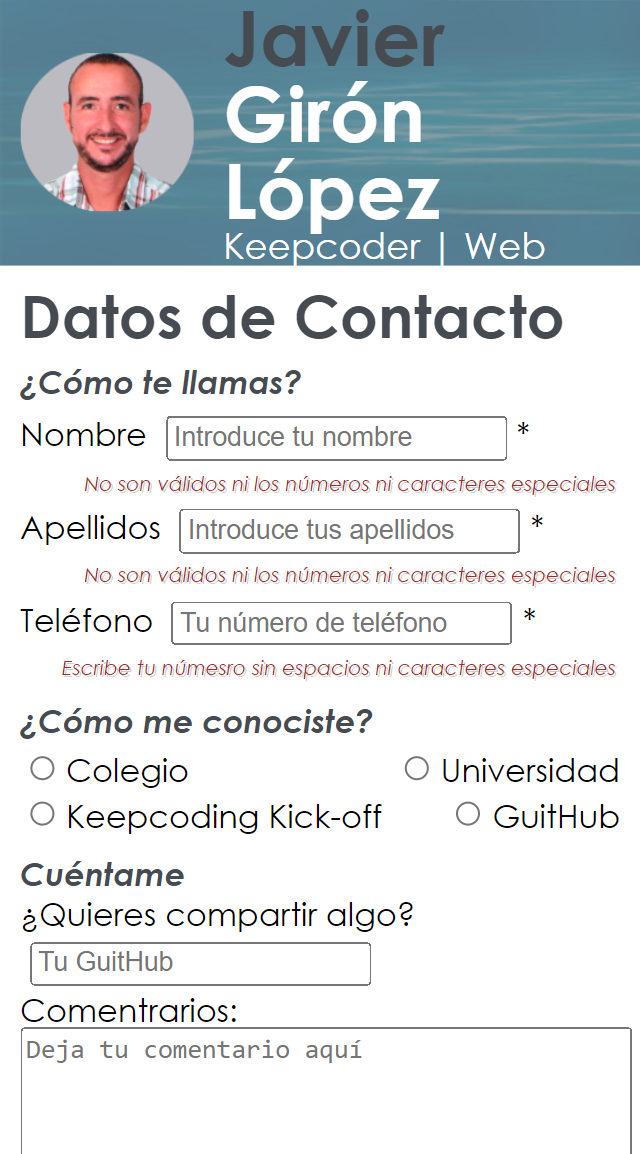 Javier
Girón
López
Keepcoder | Web
Datos de Contacto
¿Cómo te llamas?
Nombre Introduce tu nombre *
No son válidos ni los números ni caracteres especiales
Apellidos Introduce tus apellidos *
No son válidos ni los números ni caracteres especiales
Teléfono Tu número de teléfono *
Escribe tu númesro sin espacios ni caracteres especiales
¿Cómo me conociste?
Colegio Universidad
Keepcoding Kick-off GuitHub
Cuéntame
¿Quieres compartir algo?
Tu GuitHub
Comentrarios:
Deja tu comentario aquí